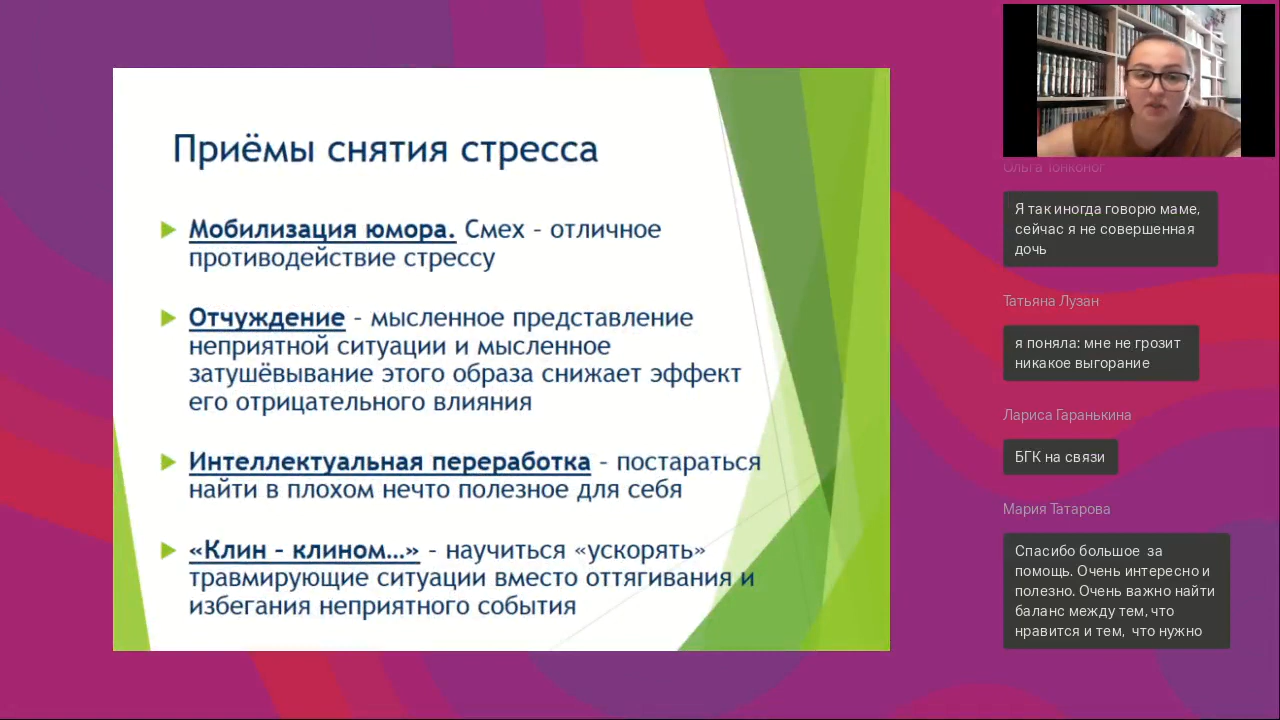 Приёмы снятия стресса
Мобилизация юмора. Смех - отличное
противодействие стрессу
Отчуждение - мысленное представление
неприятной ситуации и мысленное
затушёвывание этого образа снижает эффект
его отрицательного влияния
Интеллектуальная переработка - постараться
найти в плохом нечто полезное для себя
«Клин - клином…» - научиться «ускорять»
травмирующие ситуации вместо оттягивания и
избегания неприятного события
Ольга Тонконог
Я так иногда говорю маме,
сейчас я не совершенная
дочь
Татьяна Лузан
я поняла: мне не грозит
никакое выгорание
Лариса Гаранькина
БГК на связи
Мария Татарова
Спасибо большое за
помощь. Очень интересно и
полезно. Очень важно найти
баланс между тем, что
нравится и тем, что нужно